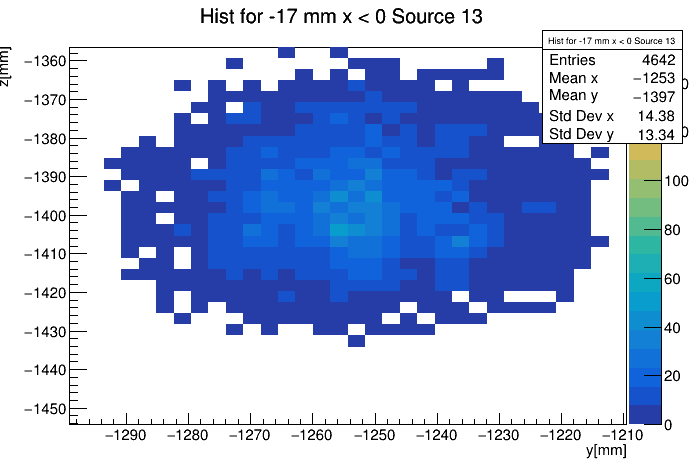 Hist for -17 mm x < 0 Source 13
z[mm]
Hist for -17 mm x < 0 Source 13
Entries 4642
Mean x −1253
Mean y −1397
Std Dev x 14.38
Std Dev y 13.34
−1360
−1370
−1380
−1390
−1400
−1410
−1420
−1430
−1440
−1450
100
80
60
40
20
0
−1290 −1280 −1270 −1260 −1250 −1240 −1230 −1220 −1210
y[mm]